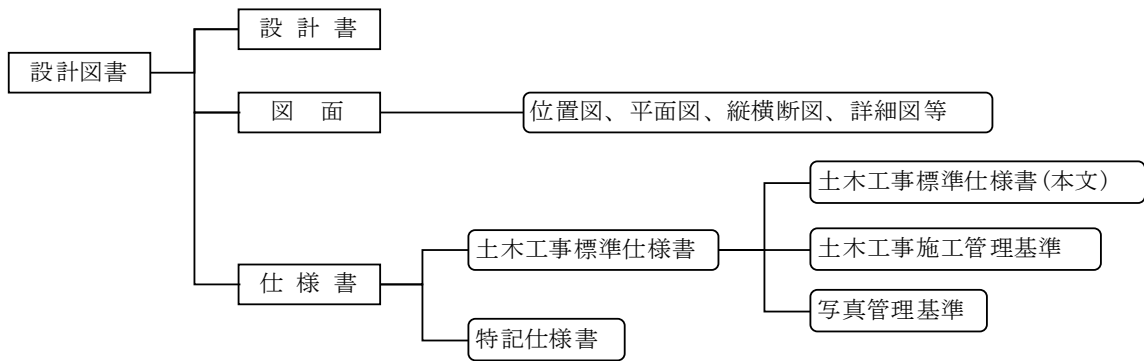 設計書
設計図書
図面
位置図、平面図、縦横断図、詳細図等
土木工事標準仕様書(本文)
土木工事標準仕様書
土木工事施工管理基準
仕様書
写真管理基準
特記仕様書